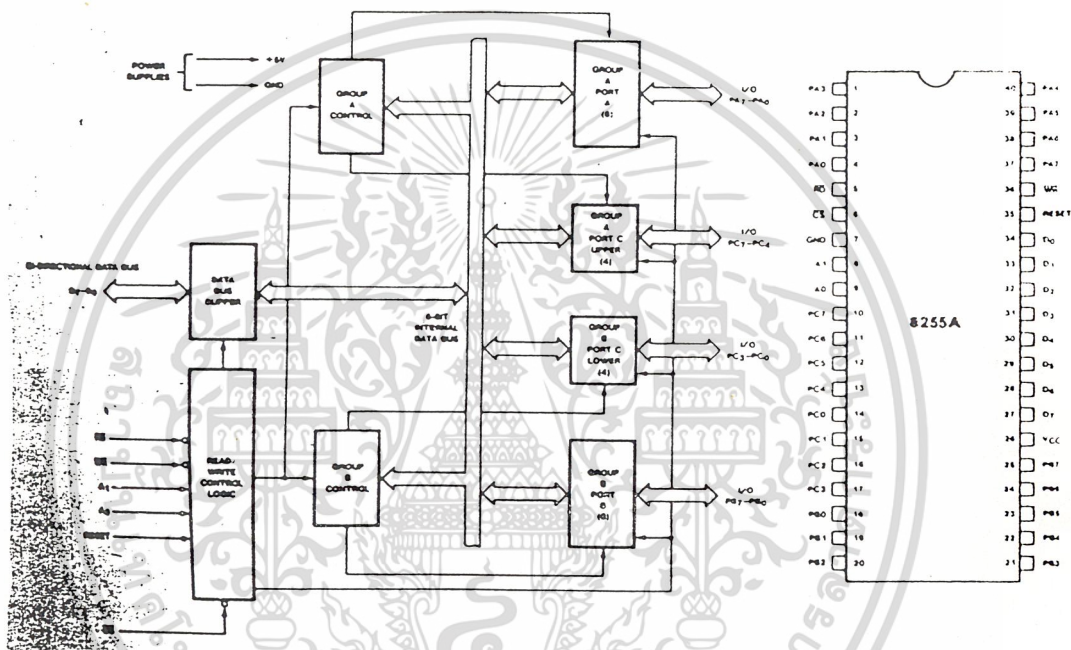 POWER
SUPPLIES
+5V
GND
GROUP
A
CONTROL
GROUP
A
PORT
A
(8)
I/O
PA7-PA0
GROUP
A
PORT C
UPPER
(4)
I/O
PC7-PC4
BI-DIRECTIONAL DATA BUS
D7-D0
DATA
BUS
BUFFER
8-BIT
INTERNAL
DATA BUS
GROUP
B
PORT C
LOWER
(4)
I/O
PC3-PC0
READ/
WRITE
CONTROL
LOGIC
A1
A0
RESET
GROUP
B
CONTROL
GROUP
B
PORT
B
(8)
I/O
PB7-PB0
8255A
PA3 1
PA2 2
PA1 3
PA0 4
RD 5
CS 6
GND 7
A1 8
A0 9
PC7 10
PC6 11
PC5 12
PC4 13
PC0 14
PC1 15
PC2 16
PC3 17
PB0 18
PB1 19
PB2 20
40 PA4
39 PA5
38 PA6
37 PA7
36 WR
35 RESET
34 D0
33 D1
32 D2
31 D3
30 D4
29 D5
28 D6
27 D7
26 VCC
25 PB7
24 PB6
23 PB5
22 PB4
21 PB3